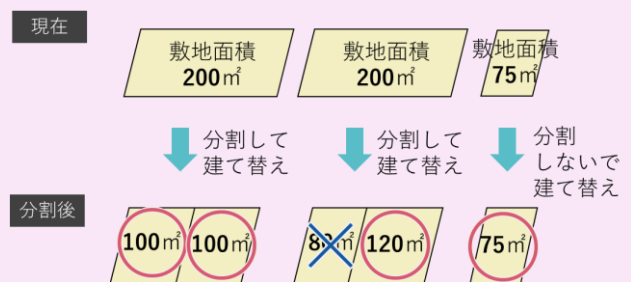 現在
敷地面積
200㎡
敷地面積
200㎡
敷地面積
75㎡
分割して
建て替え
分割して
建て替え
分割
しないで
建て替え
分割後
100㎡
100㎡
80㎡
120㎡
75㎡